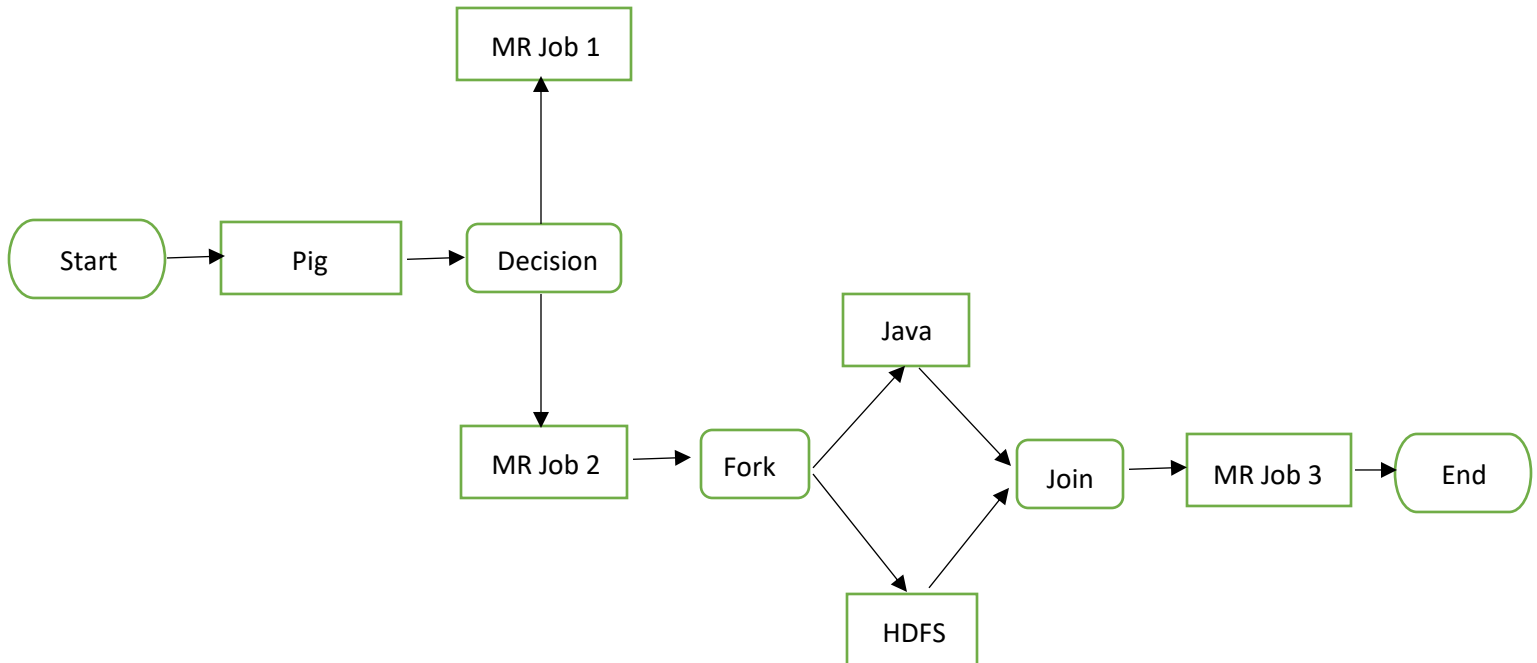 MR Job 1
Start
Pig
Decision
Java
MR Job 2
Fork
Join
MR Job 3
End
HDFS